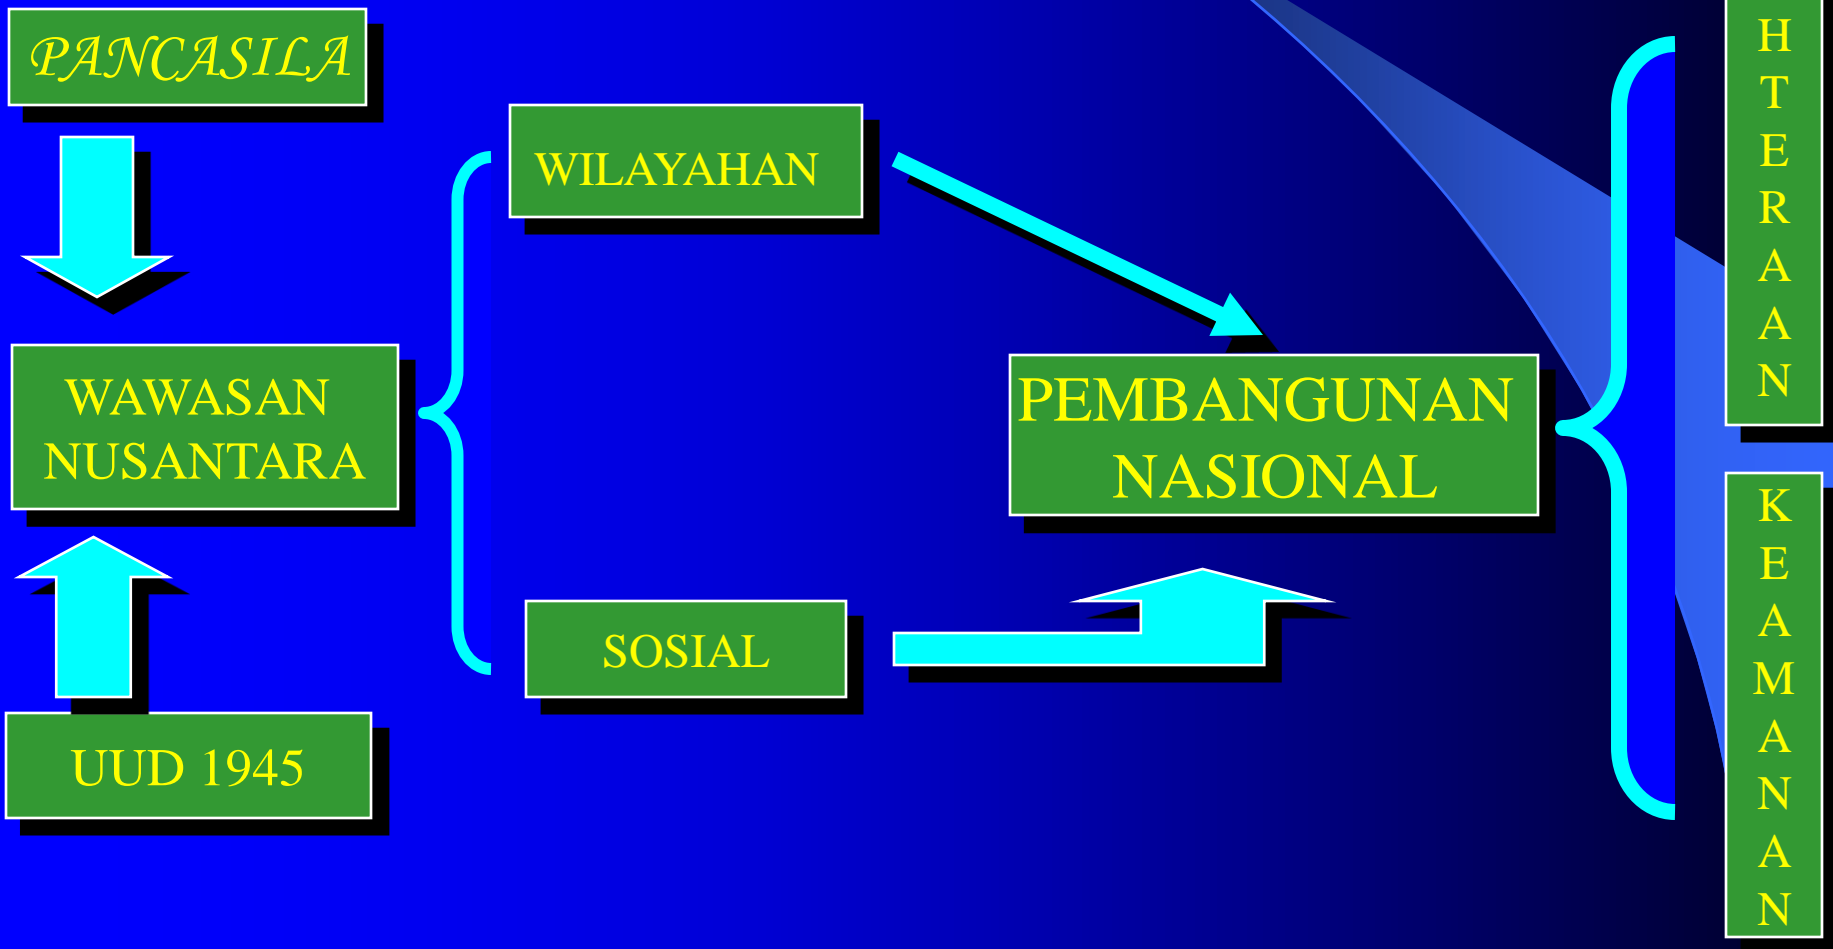 PANCASILA
WILAYAHAN
WAWASAN
NUSANTARA
SOSIAL
UUD 1945
PEMBANGUNAN
NASIONAL
H
T
E
R
A
A
N
K
E
A
M
A
N
A
N